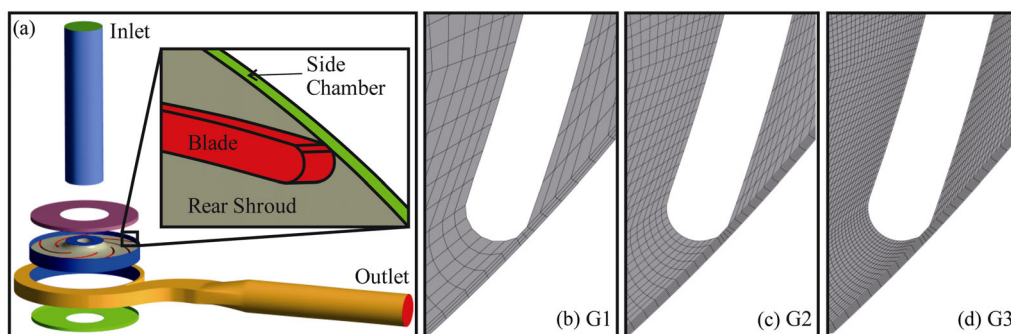 (a)
Inlet
Side
Chamber
Blade
Rear Shroud
Outlet
(b) G1
(c) G2
(d) G3